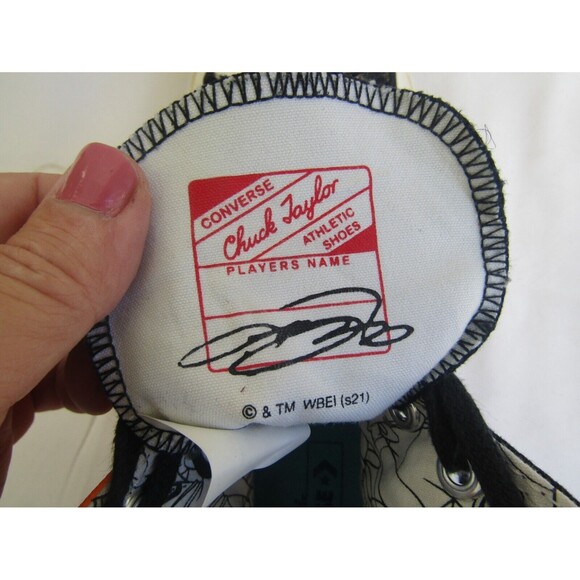 CONVERSE
Chuck Taylor
ATHLETIC
SHOES
PLAYERS NAME
© & TM WBEI (s21)